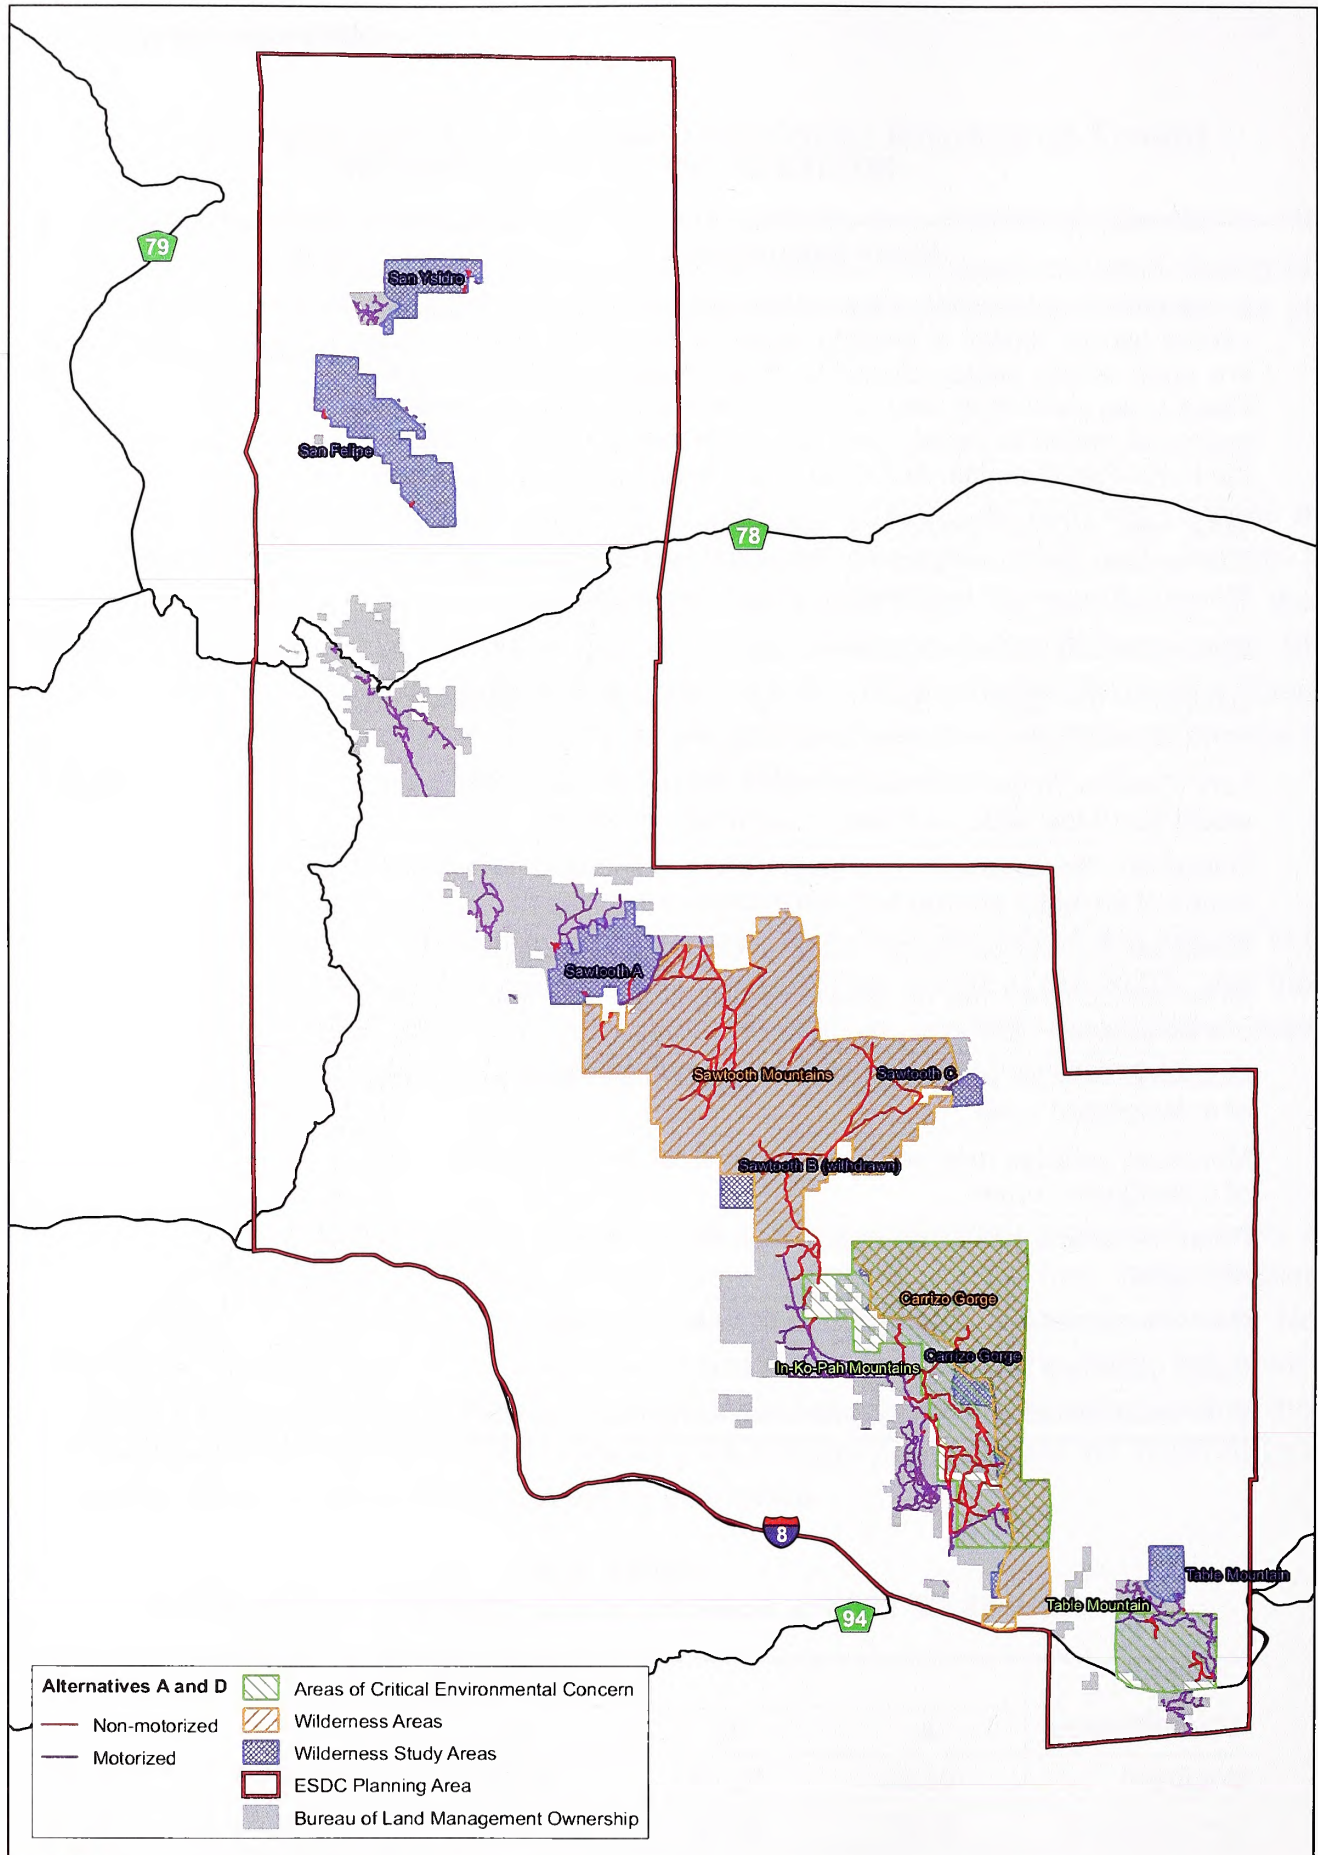 79
San Ysidro
San Felipe
78
Sawtooth A
Sawtooth Mountains
Sawtooth C
Sawtooth B (withdrawn)
Carrizo Gorge
Carrizo Gorge
In-Ko-Pah Mountains
8
Table Mountain
Table Mountain
94
Alternatives A and D
Non-motorized
Motorized
Areas of Critical Environmental Concern
Wilderness Areas
Wilderness Study Areas
ESDC Planning Area
Bureau of Land Management Ownership